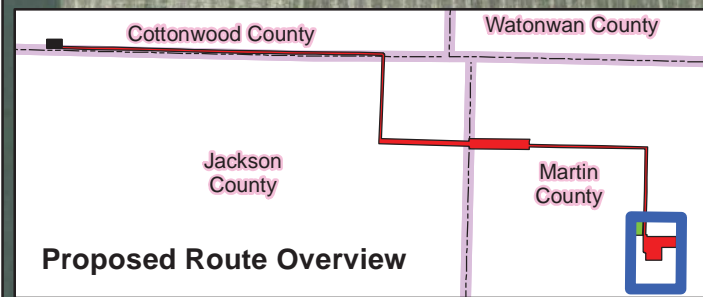 Cottonwood County
Watonwan County
Jackson
County
Martin
County
Proposed Route Overview